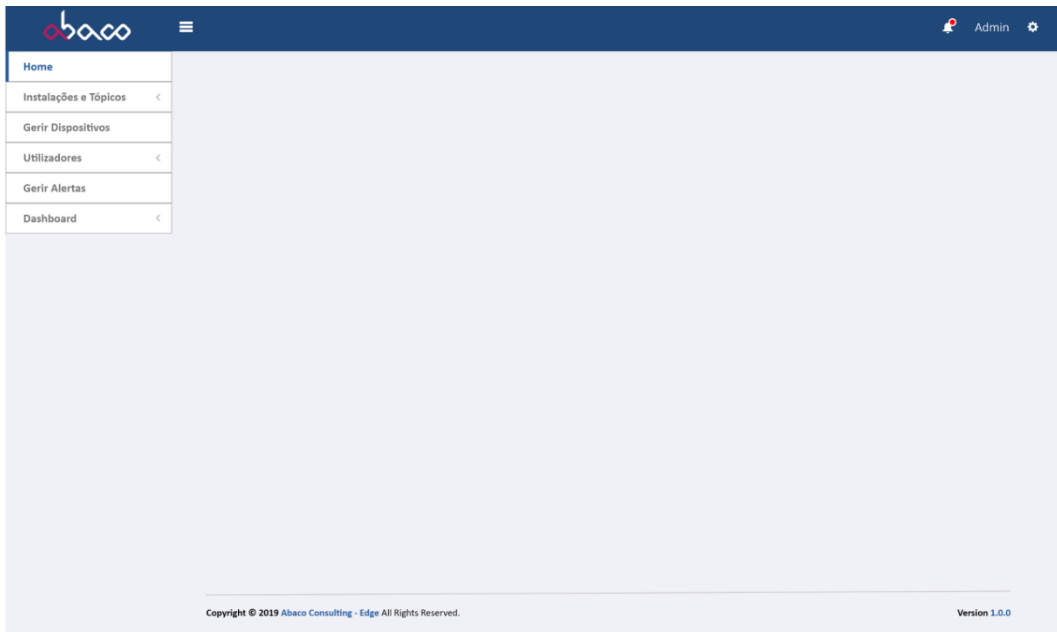 abaco
Admin
Home
Instalações e Tópicos
Gerir Dispositivos
Utilizadores
Gerir Alertas
Dashboard
Copyright © 2019 Abaco Consulting - Edge All Rights Reserved.
Version 1.0.0